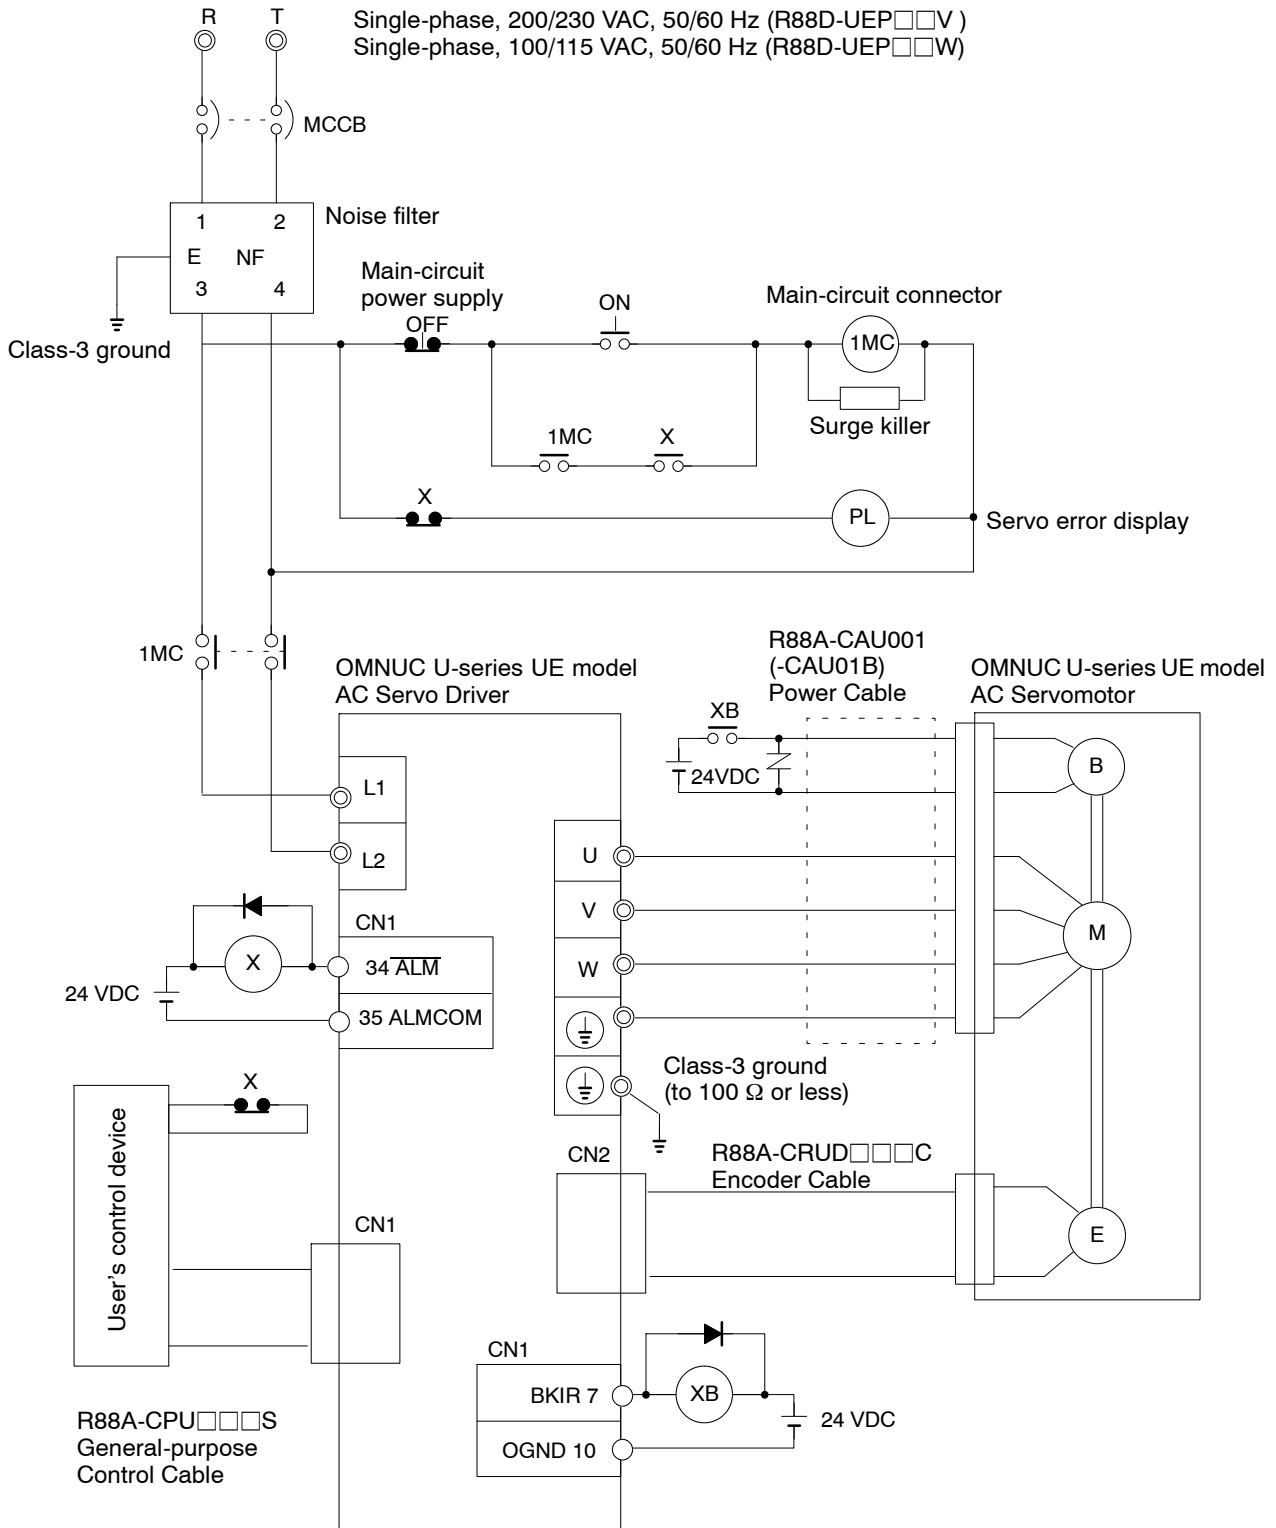 R T
Single-phase, 200/230 VAC, 50/60 Hz (R88D-UEP□□V )
Single-phase, 100/115 VAC, 50/60 Hz (R88D-UEP□□W)
MCCB
1 2
Noise filter
E NF
3 4
Class-3 ground
Main-circuit
power supply
OFF
ON
Main-circuit connector
1MC
Surge killer
1MC X
X
PL
Servo error display
1MC
OMNUC U-series UE model
AC Servo Driver
R88A-CAU001
(-CAU01B)
Power Cable
OMNUC U-series UE model
AC Servomotor
XB
24VDC
B
L1
L2
U
V
W
M
CN1
X
34 ALM
24 VDC
35 ALMCOM
Class-3 ground
(to 100 Ω or less)
X
User's control device
CN2
R88A-CRUD□□□C
Encoder Cable
CN1
E
CN1
BKIR 7
XB
24 VDC
OGND 10
R88A-CPU□□□S
General-purpose
Control Cable